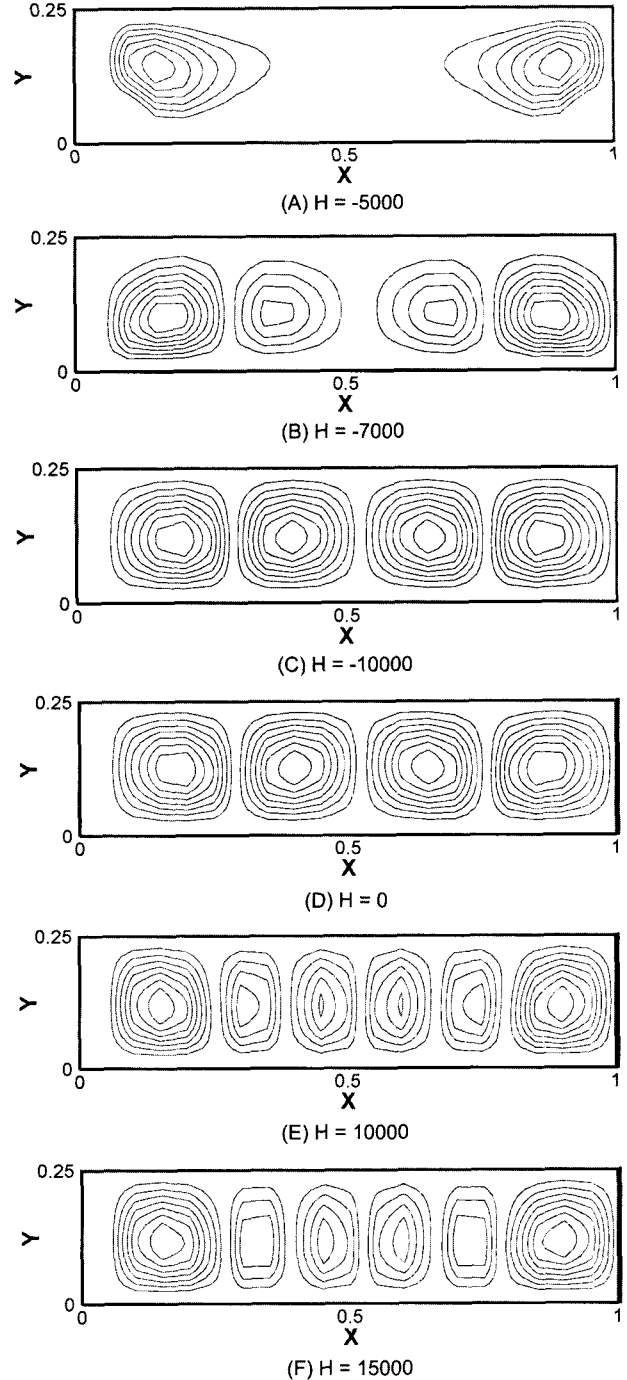 0.25
Y
0
0 0.5 1
X
(A) H = -5000
0.25
Y
0
0 0.5 1
X
(B) H = -7000
0.25
Y
0
0 0.5 1
X
(C) H = -10000
0.25
Y
0
0 0.5 1
X
(D) H = 0
0.25
Y
0
0 0.5 1
X
(E) H = 10000
0.25
Y
0
0 0.5 1
X
(F) H = 15000